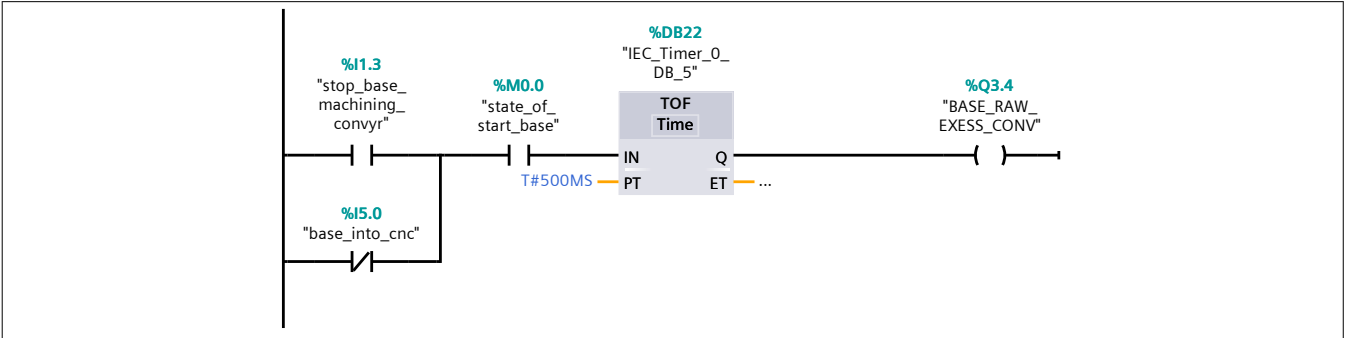 %DB22
"IEC_Timer_0_
DB_5"
%I1.3
"stop_base_
machining_
convyr"
%M0.0
"state_of_
start_base"
TOF
Time
%Q3.4
"BASE_RAW_
EXESS_CONV"
IN
Q
T#500MS
PT
ET
...
%I5.0
"base_into_cnc"